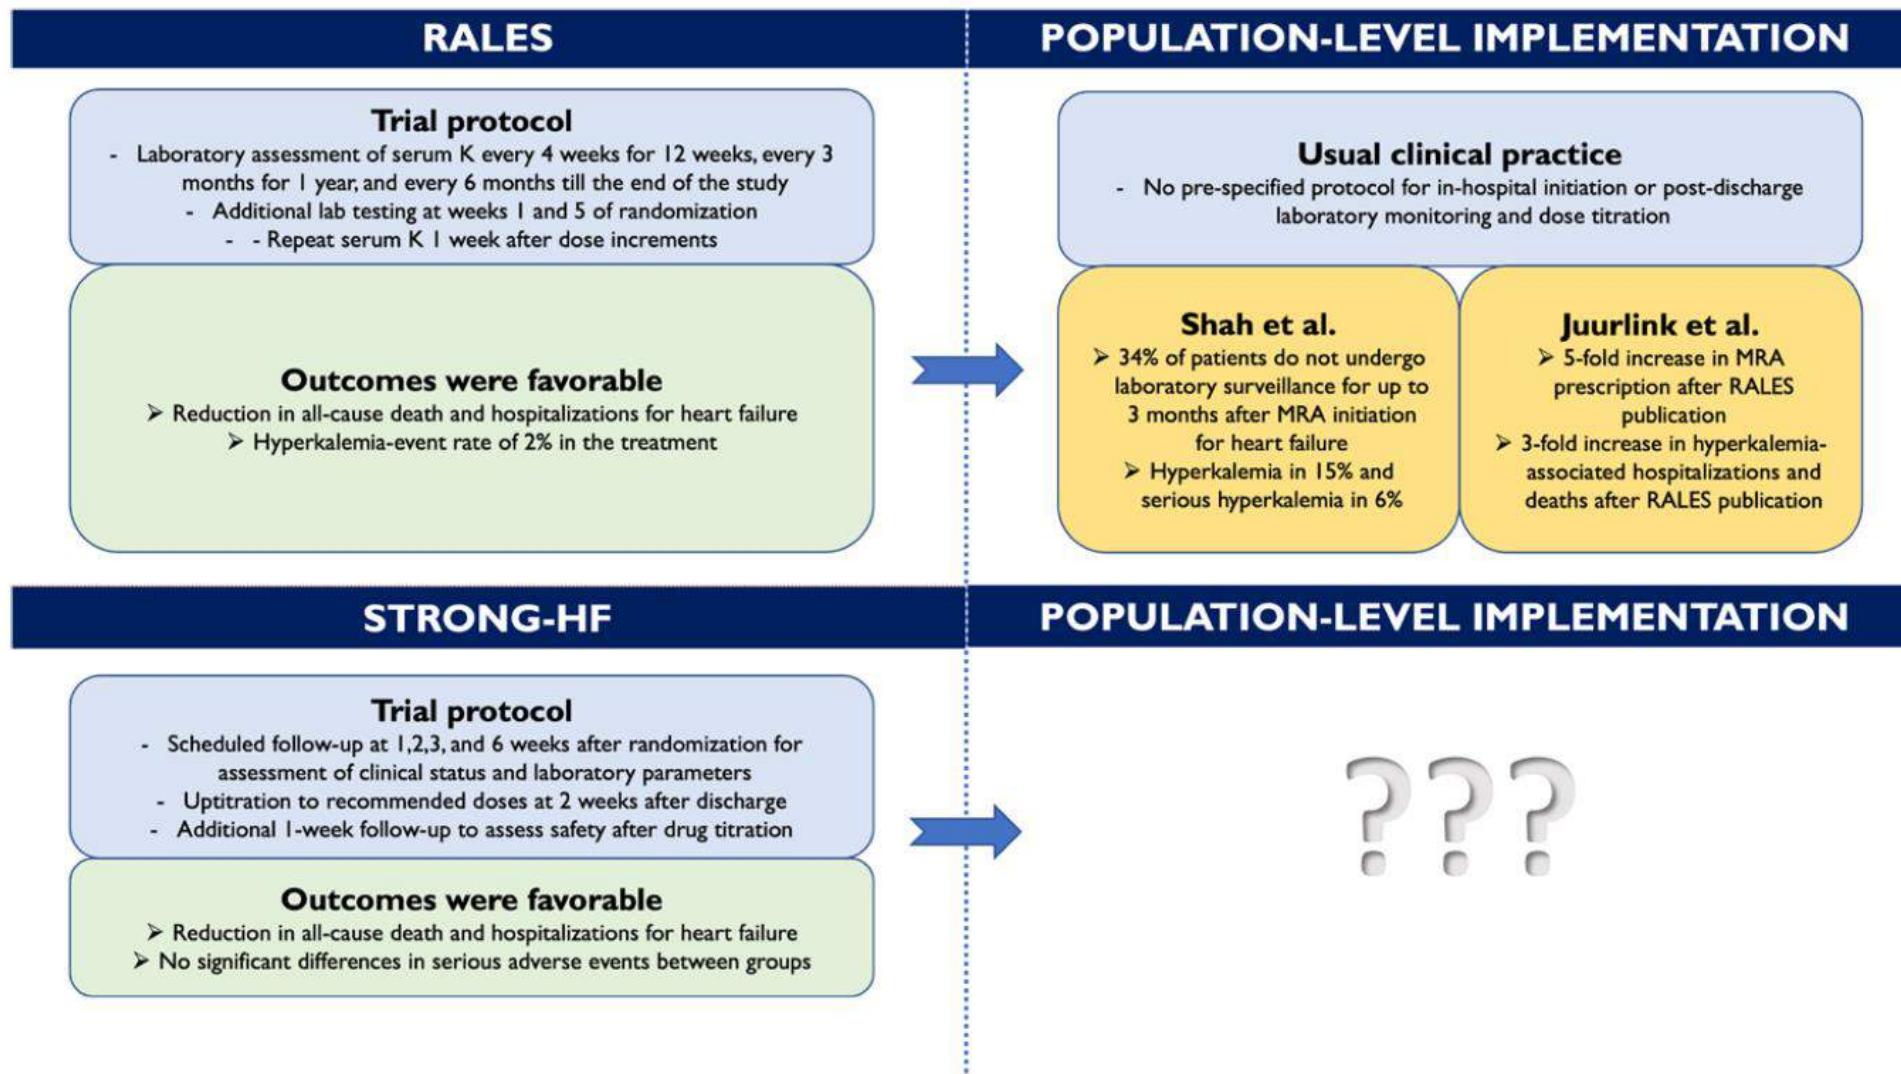 RALES
POPULATION-LEVEL IMPLEMENTATION
Trial protocol
- Laboratory assessment of serum K every 4 weeks for 12 weeks, every 3
months for 1 year, and every 6 months till the end of the study
- Additional lab testing at weeks 1 and 5 of randomization
- - Repeat serum K 1 week after dose increments
Outcomes were favorable
➢ Reduction in all-cause death and hospitalizations for heart failure
➢ Hyperkalemia-event rate of 2% in the treatment
Usual clinical practice
- No pre-specified protocol for in-hospital initiation or post-discharge
laboratory monitoring and dose titration
Shah et al.
➢ 34% of patients do not undergo
laboratory surveillance for up to
3 months after MRA initiation
for heart failure
➢ Hyperkalemia in 15% and
serious hyperkalemia in 6%
Juurlink et al.
➢ 5-fold increase in MRA
prescription after RALES
publication
➢ 3-fold increase in hyperkalemia-
associated hospitalizations and
deaths after RALES publication
STRONG-HF
POPULATION-LEVEL IMPLEMENTATION
Trial protocol
- Scheduled follow-up at 1,2,3, and 6 weeks after randomization for
assessment of clinical status and laboratory parameters
- Uptitration to recommended doses at 2 weeks after discharge
- Additional 1-week follow-up to assess safety after drug titration
Outcomes were favorable
➢ Reduction in all-cause death and hospitalizations for heart failure
➢ No significant differences in serious adverse events between groups
???